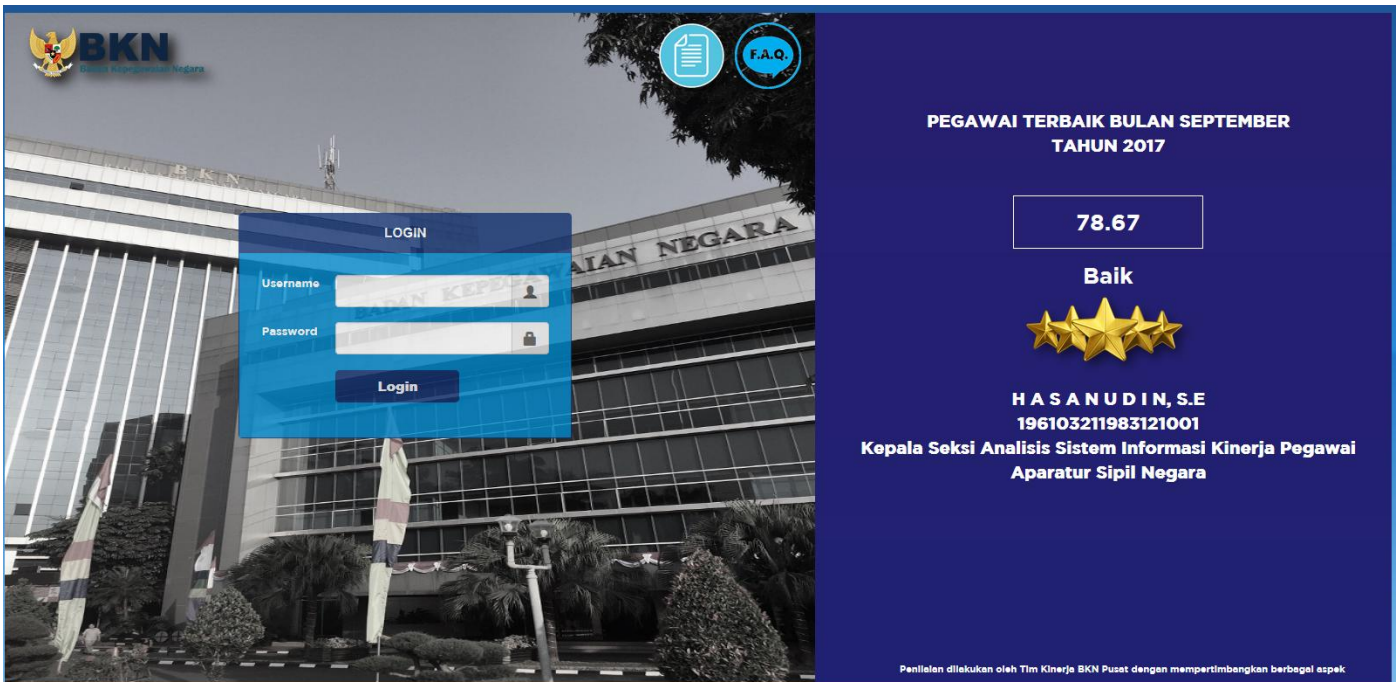 BKN
Badan Kepegawaian Negara
F.A.Q.
B K N
BADAN KEPEGAWAIAN NEGARA
LOGIN
Username
Password
Login
PEGAWAI TERBAIK BULAN SEPTEMBER
TAHUN 2017
78.67
Baik
H A S A N U D I N, S.E
196103211983121001
Kepala Seksi Analisis Sistem Informasi Kinerja Pegawai
Aparatur Sipil Negara
Penilaian dilakukan oleh Tim Kinerja BKN Pusat dengan mempertimbangkan berbagai aspek